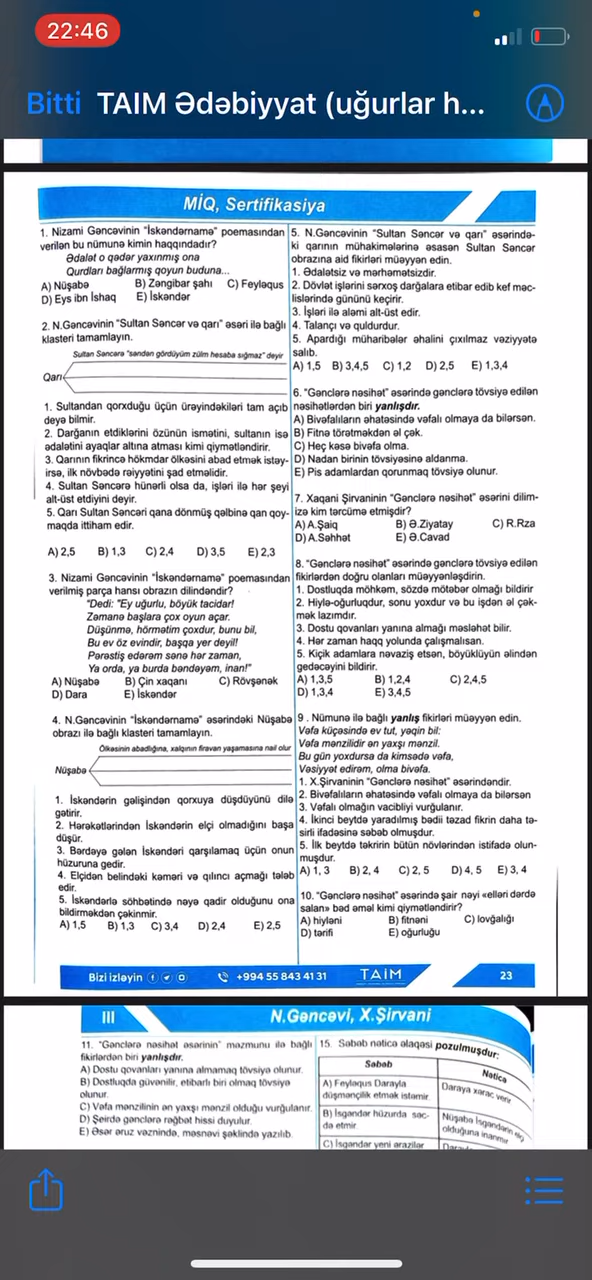 22:46
Bitti TAIM Ədəbiyyat (uğurlar h...
MİQ, Sertifikasiya
1. Nizami Gəncəvinin "İskəndərnamə" poemasından
verilən bu nümunə kimin haqqındadır?
Ədalət o qədər yaxınmış ona
Qurdları bağlarmış qoyun buduna...
A) Nüşabə B) Zəngibar şahı C) Feyləqus
D) Eys ibn İshaq E) İskəndər
2. N.Gəncəvinin "Sultan Səncər və qarı" əsəri ilə bağlı
klasteri tamamlayın.
Sultan Səncərə "səndən gördüyüm zülm hesaba sığmaz" deyir
Qarı
1. Sultandan qorxduğu üçün ürəyindəkiləri tam açıb
deyə bilmir.
2. Darğanın etdiklərini özünün ismətini, sultanın isə
ədalətini ayaqlar altına atması kimi qiymətləndirir.
3. Qarının fikrincə hökmdar ölkəsini abad etmək istəy-
irsə, ilk növbədə rəiyyətini şad etməlidir.
4. Sultan Səncərə hünərli olsa da, işləri ilə hər şeyi
alt-üst etdiyini deyir.
5. Qarı Sultan Səncəri qana dönmüş qəlbinə qan qoy-
maqda ittiham edir.
A) 2,5 B) 1,3 C) 2,4 D) 3,5 E) 2,3
3. Nizami Gəncəvinin "İskəndərnamə" poemasından
verilmiş parça hansı obrazın dilindəndir?
"Dedi: "Ey uğurlu, böyük tacidar!
Zəmanə başlara çox oyun açar.
Düşünmə, hörmətim çoxdur, bunu bil,
Bu ev öz evindir, başqa yer deyil!
Pərəstiş edərəm sənə hər zaman,
Ya orda, ya burda bəndəyəm, inan!"
A) Nüşabə B) Çin xaqanı C) Rövşənək
D) Dara E) İskəndər
4. N.Gəncəvinin "İskəndərnamə" əsərindəki Nüşabə
obrazı ilə bağlı klasteri tamamlayın.
Ölkəsinin abadlığına, xalqının firavan yaşamasına nail olur
Nüşabə
1. İskəndərin gəlişindən qorxuya düşdüyünü dilə
gətirir.
2. Hərəkətlərindən İskəndərin elçi olmadığını başa
düşür.
3. Bərdəyə gələn İskəndəri qarşılamaq üçün onun
hüzuruna gedir.
4. Elçidən belindəki kəməri və qılıncı açmağı tələb
edir.
5. İskəndərlə söhbətində nəyə qadir olduğunu ona
bildirməkdən çəkinmir.
A) 1,5 B) 1,3 C) 3,4 D) 2,4 E) 2,5
5. N.Gəncəvinin "Sultan Səncər və qarı" əsərində-
ki qarının mühakimələrinə əsasən Sultan Səncər
obrazına aid fikirləri müəyyən edin.
1. Ədalətsiz və mərhəmətsizdir.
2. Dövlət işlərini sərxoş darğalara etibar edib kef məc-
lislərində gününü keçirir.
3. İşləri ilə aləmi alt-üst edir.
4. Talançı və quldurdur.
5. Apardığı müharibələr əhalini çıxılmaz vəziyyətə
salıb.
A) 1,5 B) 3,4,5 C) 1,2 D) 2,5 E) 1,3,4
6. "Gənclərə nəsihət" əsərində gənclərə tövsiyə edilən
nəsihətlərdən biri yanlışdır.
A) Bivəfalıların əhatəsində vəfalı olmaya da bilərsən.
B) Fitnə törətməkdən əl çək.
C) Heç kəsə bivəfa olma.
D) Nadan birinin tövsiyəsinə aldanma.
E) Pis adamlardan qorunmaq tövsiyə olunur.
7. Xaqani Şirvaninin "Gənclərə nəsihət" əsərini dilim-
izə kim tərcümə etmişdir?
A) A.Şaiq B) Ə.Ziyatay C) R.Rza
D) A.Səhhət E) Ə.Cavad
8. "Gənclərə nəsihət" əsərində gənclərə tövsiyə edilən
fikirlərdən doğru olanları müəyyənləşdirin.
1. Dostluqda möhkəm, sözdə mötəbər olmağı bildirir
2. Hiylə-oğurluqdur, sonu yoxdur və bu işdən əl çək-
mək lazımdır.
3. Dostu qovanları yanına almağı məsləhət bilir.
4. Hər zaman haqq yolunda çalışmalısan.
5. Kiçik adamlara nəvaziş etsən, böyüklüyün əlindən
gedəcəyini bildirir.
A) 1,3,5 B) 1,2,4 C) 2,4,5
D) 1,3,4 E) 3,4,5
9 . Nümunə ilə bağlı yanlış fikirləri müəyyən edin.
Vəfa küçəsində ev tut, yəqin bil:
Vəfa mənzilidir ən yaxşı mənzil.
Bu gün yoxdursa da kimsədə vəfa,
Vəsiyyət edirəm, olma bivəfa.
1. X.Şirvaninin "Gənclərə nəsihət" əsərindəndir.
2. Bivəfalıların əhatəsində vəfalı olmaya da bilərsən
3. Vəfalı olmağın vacibliyi vurğulanır.
4. İkinci beytdə yaradılmış bədii təzad fikrin daha tə-
sirli ifadəsinə səbəb olmuşdur.
5. İlk beytdə təkririn bütün növlərindən istifadə olun-
muşdur.
A) 1, 3 B) 2, 4 C) 2, 5 D) 4, 5 E) 3, 4
10. "Gənclərə nəsihət" əsərində şair nəyi «elləri dərdə
salan» bəd əməl kimi qiymətləndirir?
A) hiyləni B) fitnəni C) lovğalığı
D) tərifi E) oğurluğu
Bizi izləyin +994 55 843 41 31 TAİM 23
III N.Gəncəvi, X.Şirvani
11. "Gənclərə nəsihət əsərinin" məzmunu ilə bağlı
fikirlərdən biri yanlışdır.
A) Dostu qovanları yanına almamaq tövsiyə olunur.
B) Dostluqda güvənilir, etibarlı biri olmaq tövsiyə
olunur.
C) Vəfa mənzilinin ən yaxşı mənzil olduğu vurğulanır.
D) Şeirdə gənclərə rəğbət hissi duyulur.
E) Əsər əruz vəznində, məsnəvi şəklində yazılıb.
15. Səbəb nəticə əlaqəsi pozulmuşdur:
Səbəb Nəticə
A) Feyləqus Darayla
düşmənçilik etmək istəmir
Daraya xərac verir
B) İsgəndər hüzurda səc-
də etmir
Nüşabə İsgəndərin elçi
olduğuna inanmır
C) İsgəndər yeni ərazilər